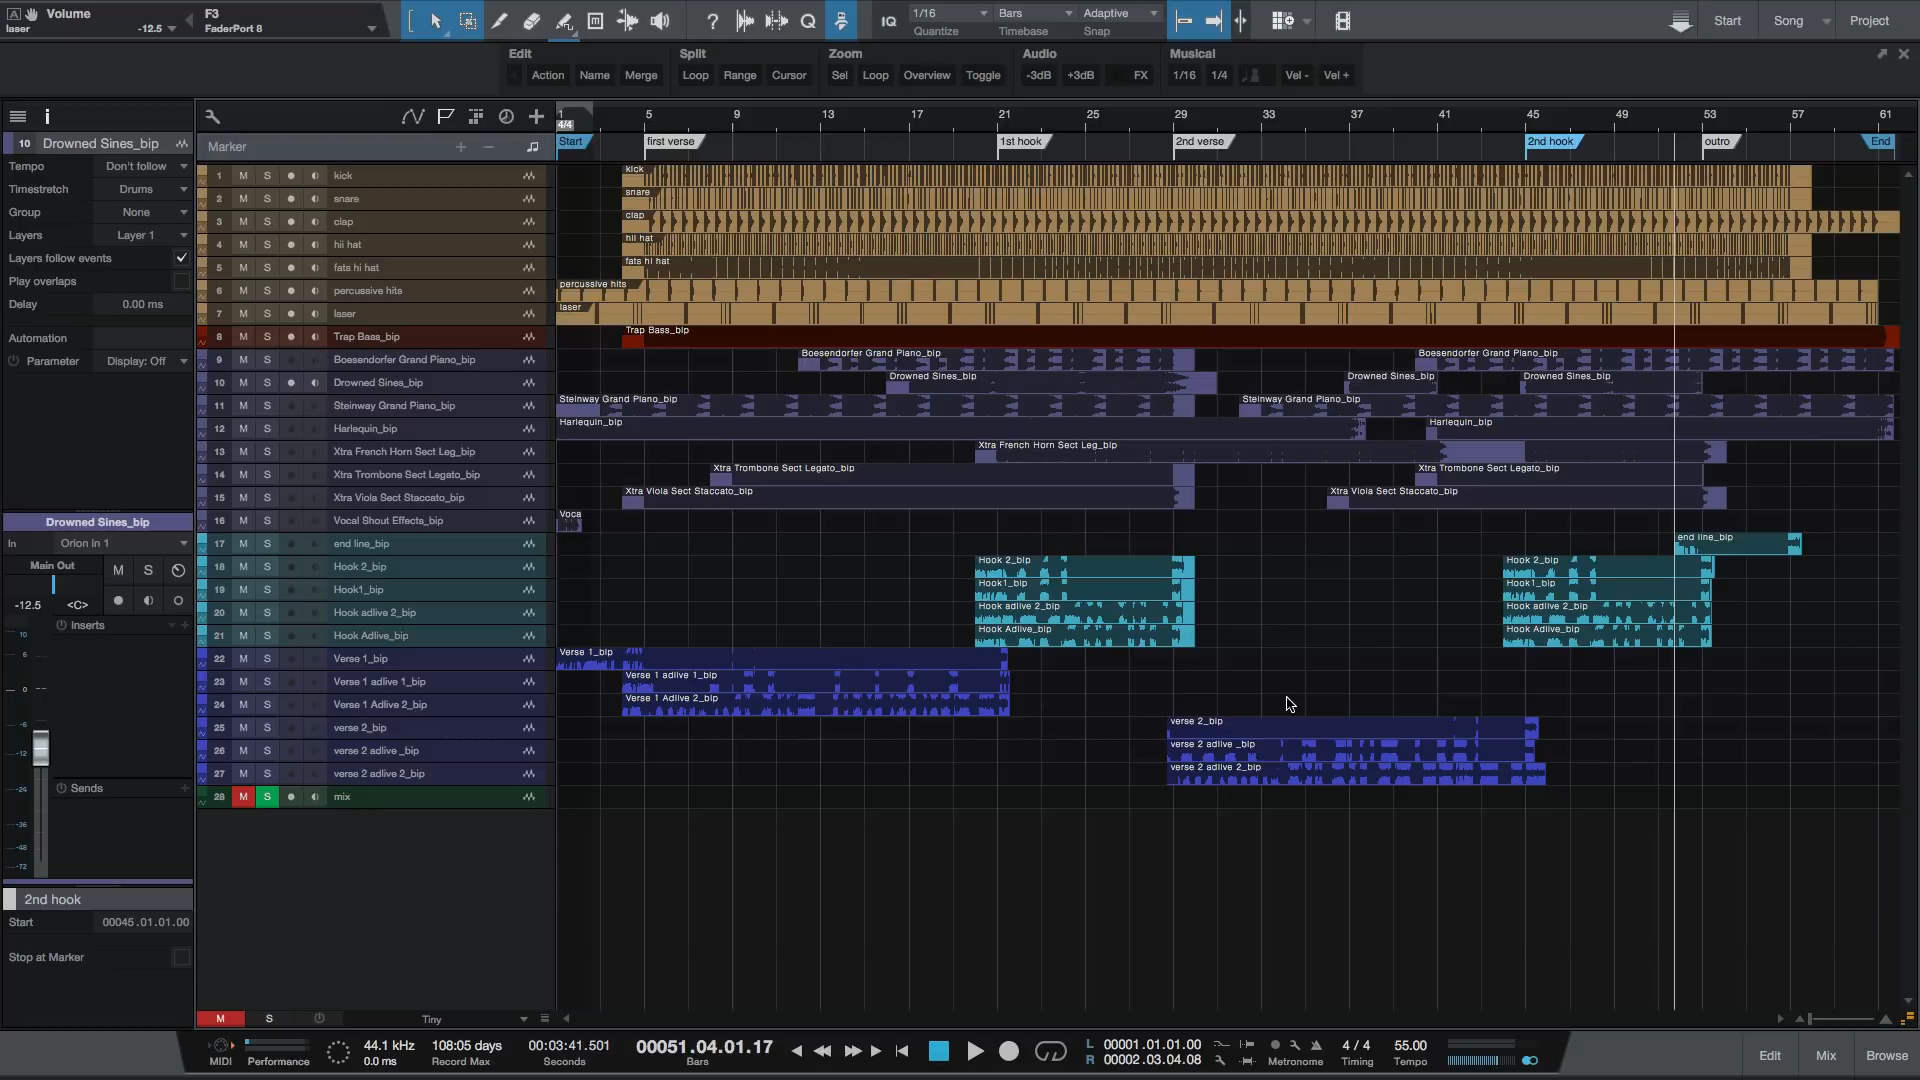 Volume
laser
-12.5
F3
FaderPort 8
IQ
1/16
Quantize
Bars
Timebase
Adaptive
Snap
Start
Song
Project
Edit
Action
Name
Merge
Split
Loop
Range
Cursor
Zoom
Sel
Loop
Overview
Toggle
Audio
-3dB
+3dB
FX
Musical
1/16
1/4
Vel -
Vel +
10 Drowned Sines_bip
Tempo Don't follow
Timestretch Drums
Group None
Layers Layer 1
Layers follow events
Play overlaps
Delay 0.00 ms
Automation
Parameter Display: Off
Drowned Sines_bip
In Orion in 1
Main Out
M S
-12.5 <C>
Inserts
Sends
10
6
0
-6
-12
-24
-36
-48
-72
2nd hook
Start 00045.01.01.00
Stop at Marker
1 5 9 13 17 21 25 29 33 37 41 45 49 53 57 61
4/4
Marker
Start
first verse
1st hook
2nd verse
2nd hook
outro
End
1 M S kick
2 M S snare
3 M S clap
4 M S hii hat
5 M S fats hi hat
6 M S percussive hits
7 M S laser
8 M S Trap Bass_bip
9 M S Boesendorfer Grand Piano_bip
10 M S Drowned Sines_bip
11 M S Steinway Grand Piano_bip
12 M S Harlequin_bip
13 M S Xtra French Horn Sect Leg_bip
14 M S Xtra Trombone Sect Legato_bip
15 M S Xtra Viola Sect Staccato_bip
16 M S Vocal Shout Effects_bip
17 M S end line_bip
18 M S Hook 2_bip
19 M S Hook1_bip
20 M S Hook adlive 2_bip
21 M S Hook Adlive_bip
22 M S Verse 1_bip
23 M S Verse 1 adlive 1_bip
24 M S Verse 1 Adlive 2_bip
25 M S verse 2_bip
26 M S verse 2 adlive _bip
27 M S verse 2 adlive 2_bip
28 M S mix
kick
snare
clap
hii hat
fats hi hat
percussive hits
laser
Trap Bass_bip
Boesendorfer Grand Piano_bip Boesendorfer Grand Piano_bip
Drowned Sines_bip Drowned Sines_bip Drowned Sines_bip
Steinway Grand Piano_bip Steinway Grand Piano_bip
Harlequin_bip Harlequin_bip
Xtra French Horn Sect Leg_bip
Xtra Trombone Sect Legato_bip Xtra Trombone Sect Legato_bip
Xtra Viola Sect Staccato_bip Xtra Viola Sect Staccato_bip
Voca
end line_bip
Hook 2_bip Hook 2_bip
Hook1_bip Hook1_bip
Hook adlive 2_bip Hook adlive 2_bip
Hook Adlive_bip Hook Adlive_bip
Verse 1_bip
Verse 1 adlive 1_bip
Verse 1 Adlive 2_bip
verse 2_bip
verse 2 adlive _bip
verse 2 adlive 2_bip
M S Tiny
MIDI
Performance
44.1 kHz
0.0 ms
108:05 days
Record Max
00:03:41.501
Seconds
00051.04.01.17
Bars
L 00001.01.01.00
R 00002.03.04.08
Metronome
4 / 4
Timing
55.00
Tempo
Edit
Mix
Browse